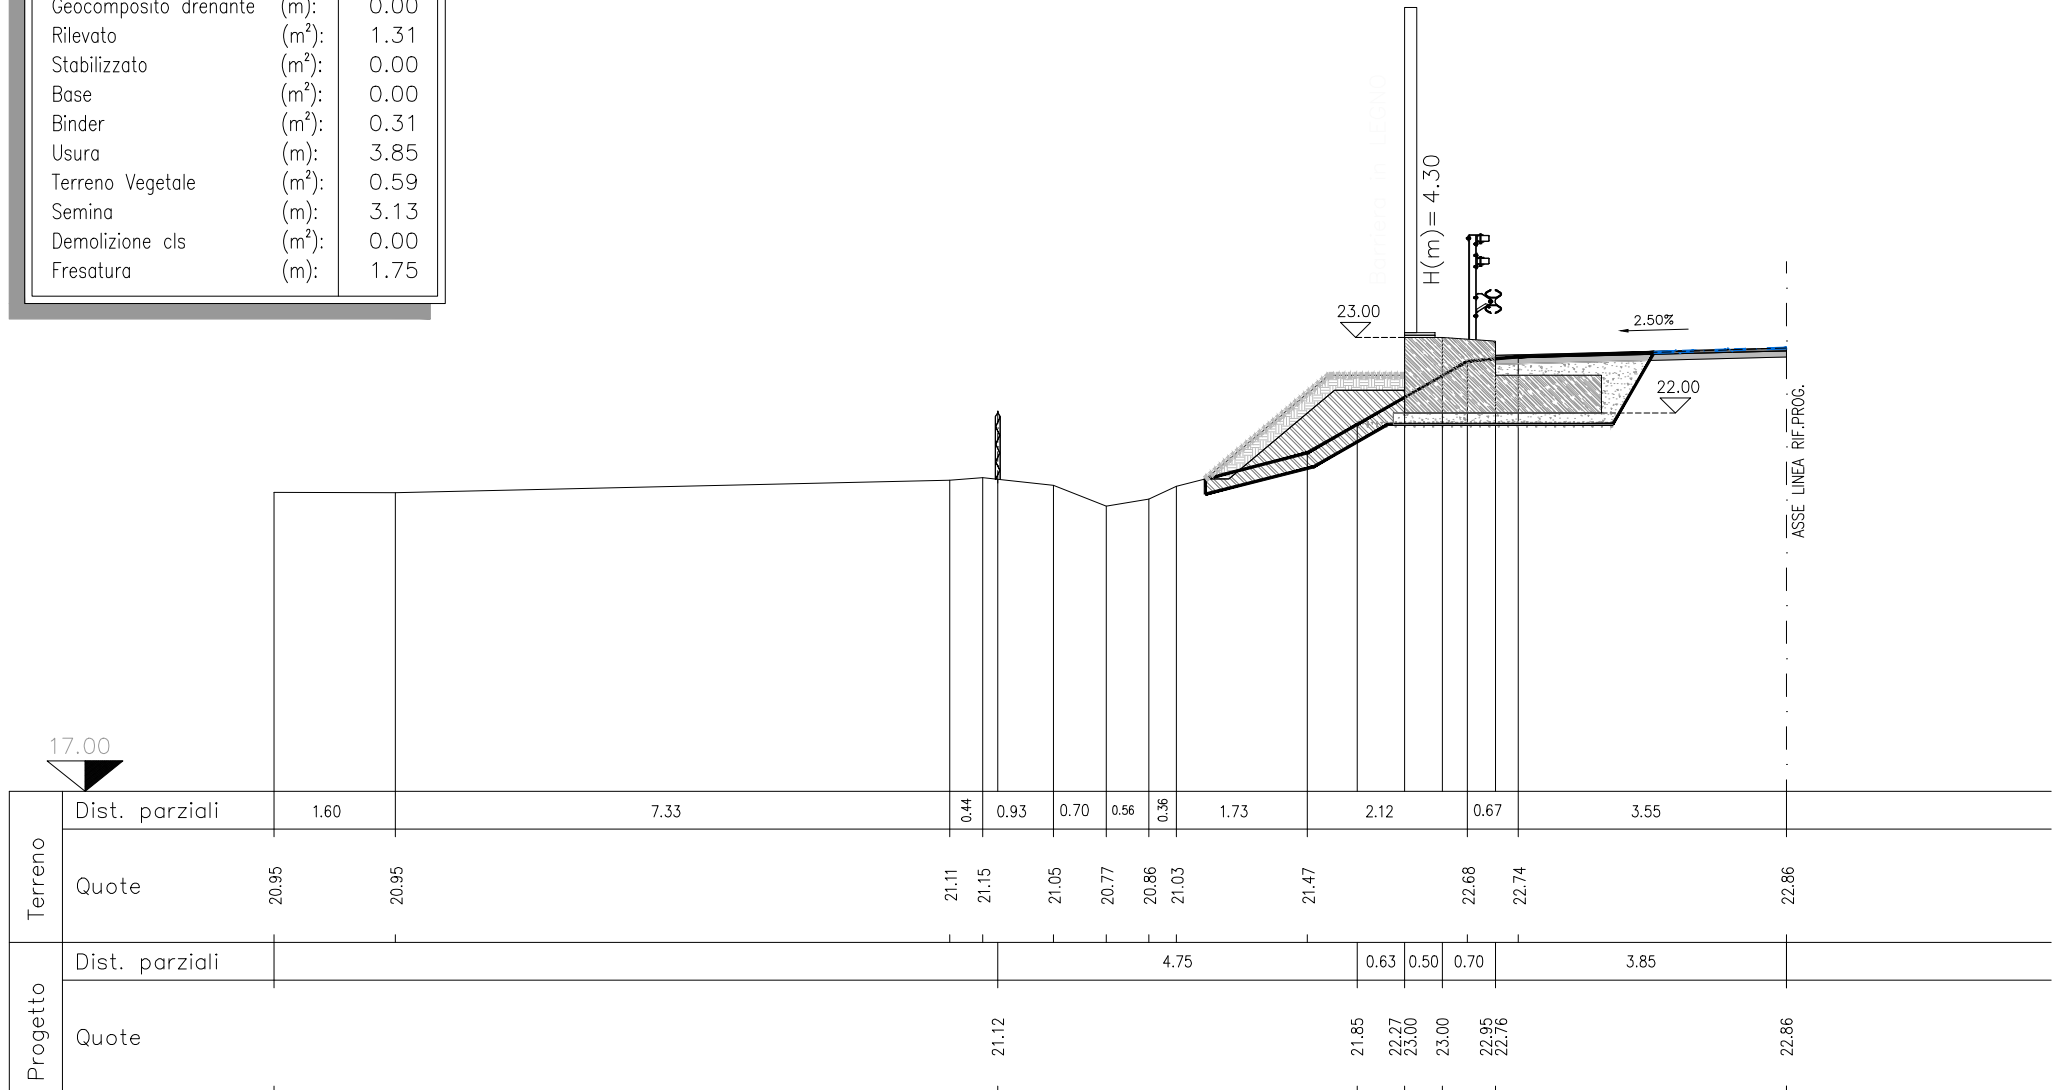 Geocomposito drenante (m): 0.00
Rilevato (m²): 1.31
Stabilizzato (m²): 0.00
Base (m²): 0.00
Binder (m²): 0.31
Usura (m): 3.85
Terreno Vegetale (m²): 0.59
Semina (m): 3.13
Demolizione cls (m²): 0.00
Fresatura (m): 1.75
H(m)= 4.30
23.00
2.50%
22.00
ASSE LINEA RIF.PROG.
17.00
Terreno
Dist. parziali 1.60 7.33 0.44 0.93 0.70 0.56 0.36 1.73 2.12 0.67 3.55
Quote 20.95 20.95 21.11 21.15 21.05 20.77 20.86 21.03 21.47 22.68 22.74 22.86
Progetto
Dist. parziali 4.75 0.63 0.50 0.70 3.85
Quote 21.12 21.85 22.27 23.00 23.00 22.95 22.76 22.86